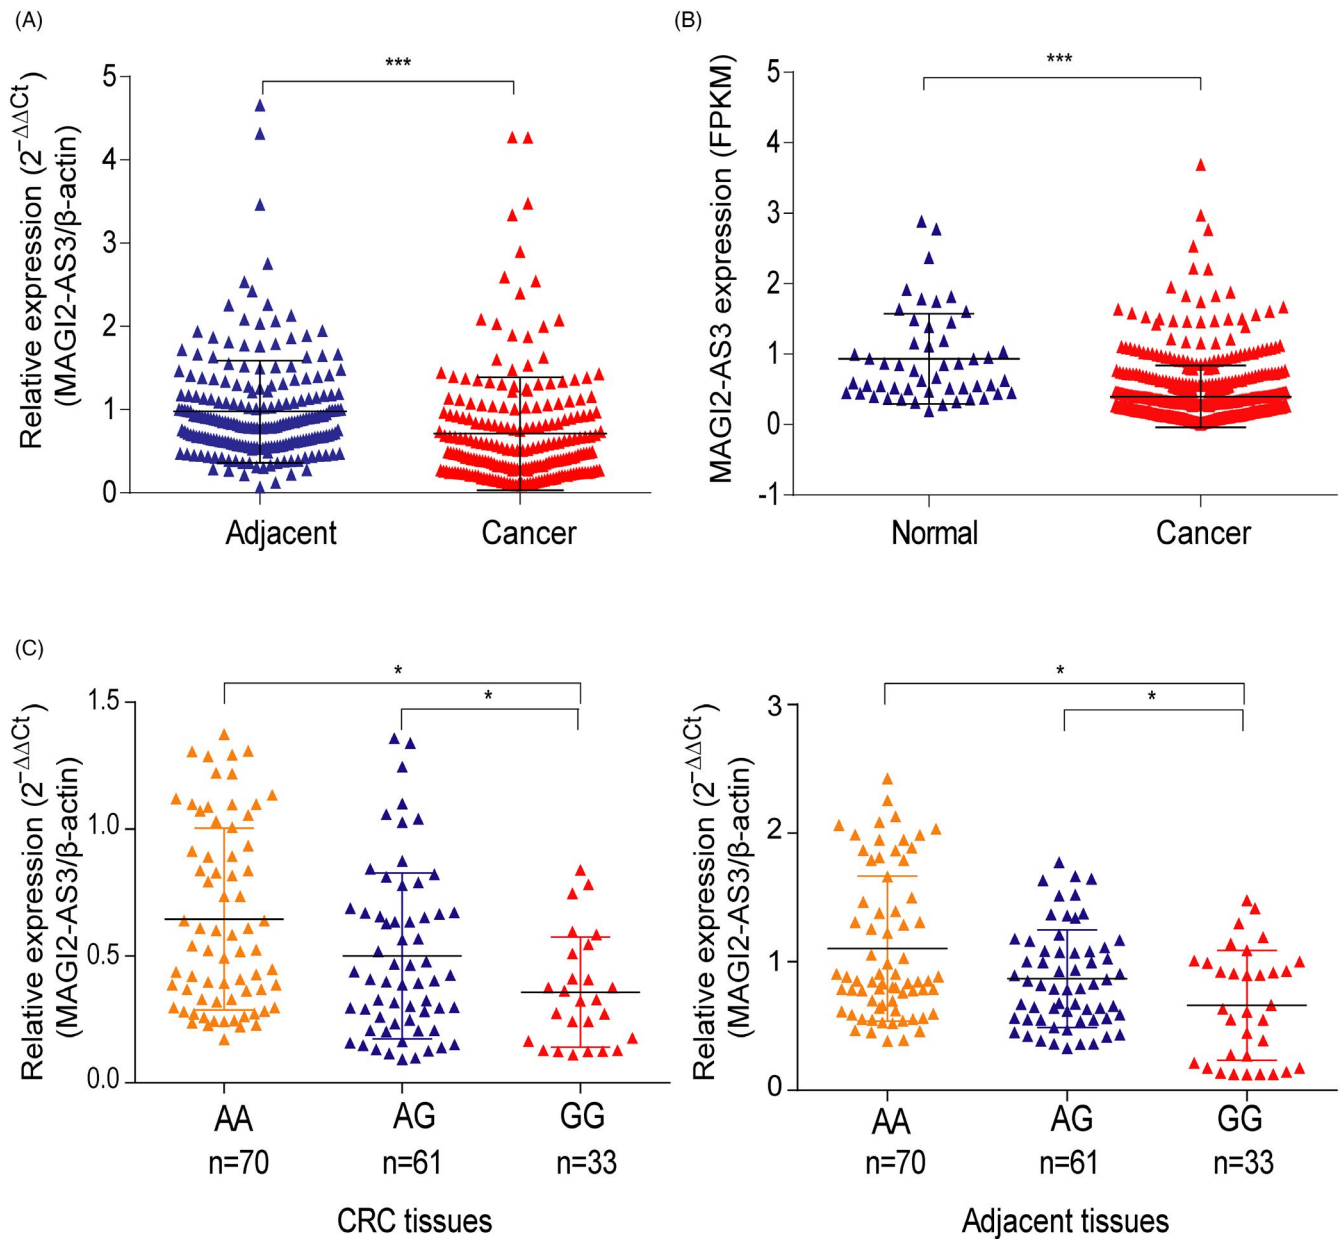 (A)
Relative expression (2⁻ΔΔCt)
(MAGI2-AS3/β-actin)
5
4
3
2
1
0
***
Adjacent
Cancer
(B)
MAGI2-AS3 expression (FPKM)
5
4
3
2
1
0
-1
***
Normal
Cancer
(C)
Relative expression (2⁻ΔΔCt)
(MAGI2-AS3/β-actin)
1.5
1.0
0.5
0.0
*
*
AA
AG
GG
n=70
n=61
n=33
CRC tissues
Relative expression (2⁻ΔΔCt)
(MAGI2-AS3/β-actin)
3
2
1
0
*
*
AA
AG
GG
n=70
n=61
n=33
Adjacent tissues